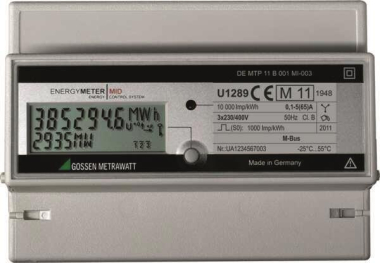 DE MTP 11 B 001 MI-003
ENERGYMETER MID
ENERGY CONTROL SYSTEM
U1289 CE M 11 1948
10 000 Imp/kWh 0,1-5(65)A
3x230/400V 50Hz Cl. B
(S0): 1000 Imp/kWh 2011
M-Bus
Nr.:UA1234567003 -25°C...55°C
385294.6 MWh
2935
GOSSEN METRAWATT
Made in Germany